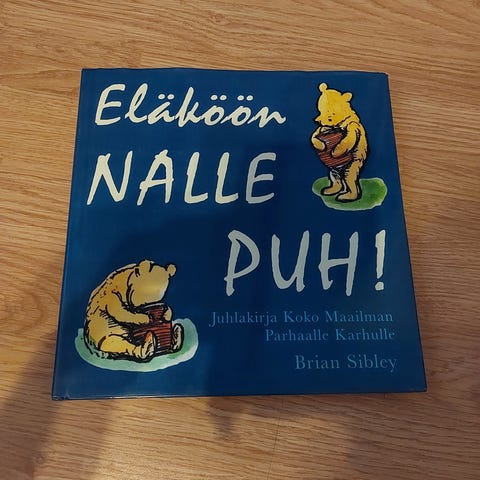 Eläköön
NALLE
PUH!
Juhlakirja Koko Maailman
Parhaalle Karhulle
Brian Sibley